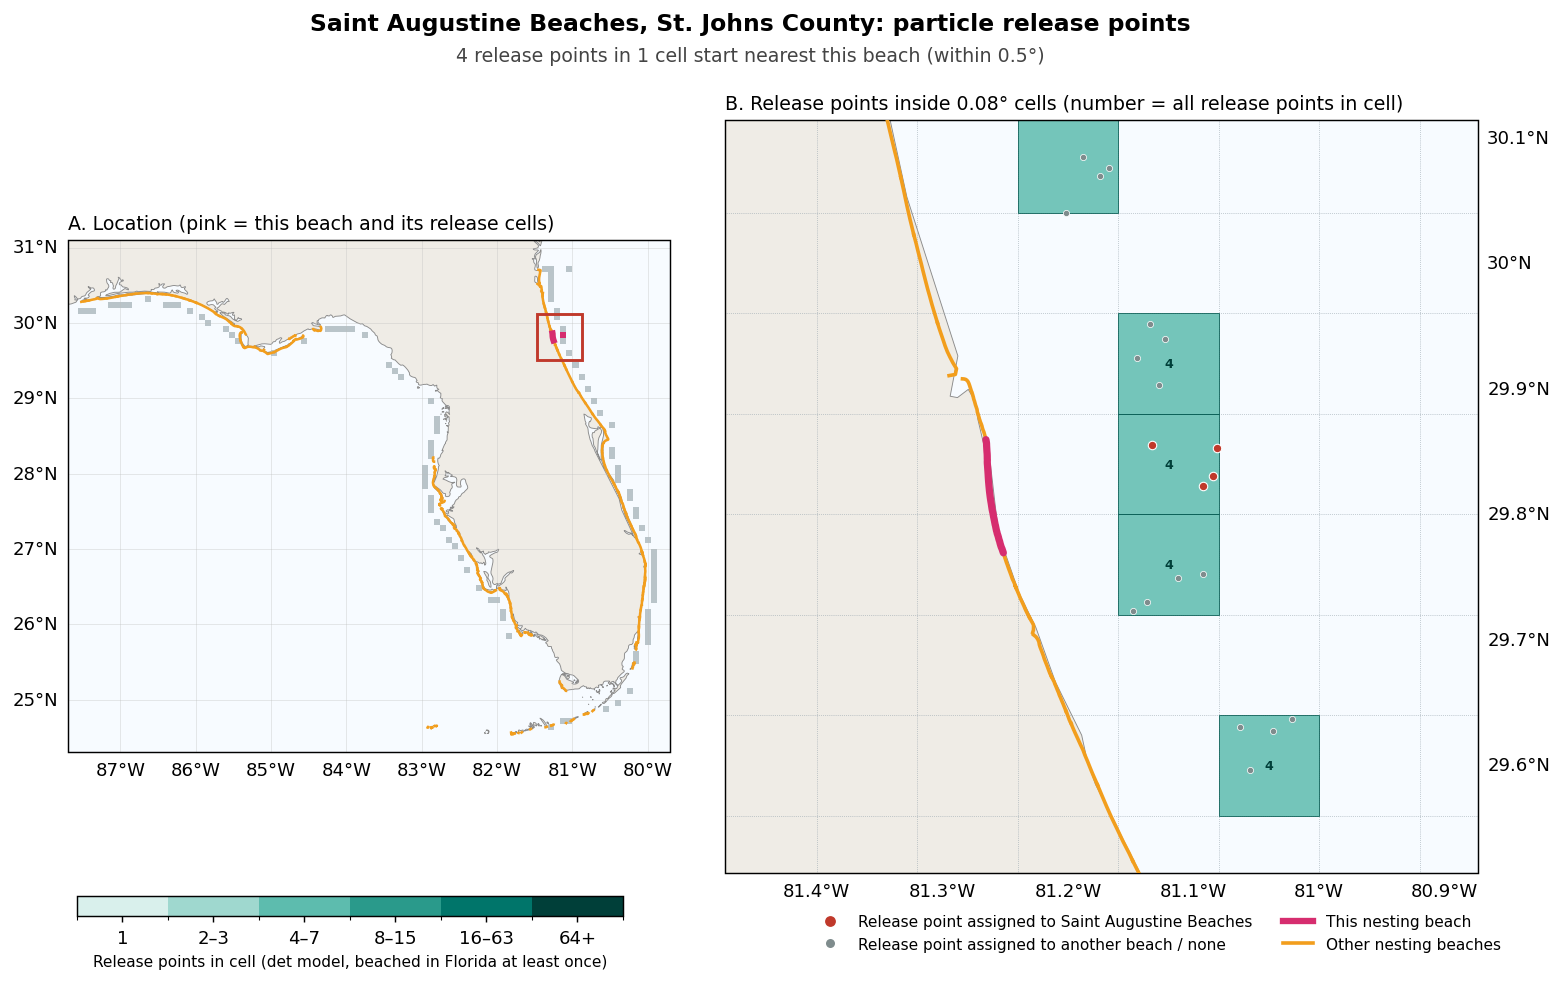 Saint Augustine Beaches, St. Johns County: particle release points
4 release points in 1 cell start nearest this beach (within 0.5°)
A. Location (pink = this beach and its release cells)
31°N
30°N
29°N
28°N
27°N
26°N
25°N
87°W 86°W 85°W 84°W 83°W 82°W 81°W 80°W
1 2–3 4–7 8–15 16–63 64+
Release points in cell (det model, beached in Florida at least once)
B. Release points inside 0.08° cells (number = all release points in cell)
4
4
4
4
30.1°N
30°N
29.9°N
29.8°N
29.7°N
29.6°N
81.4°W 81.3°W 81.2°W 81.1°W 81°W 80.9°W
Release point assigned to Saint Augustine Beaches
Release point assigned to another beach / none
This nesting beach
Other nesting beaches